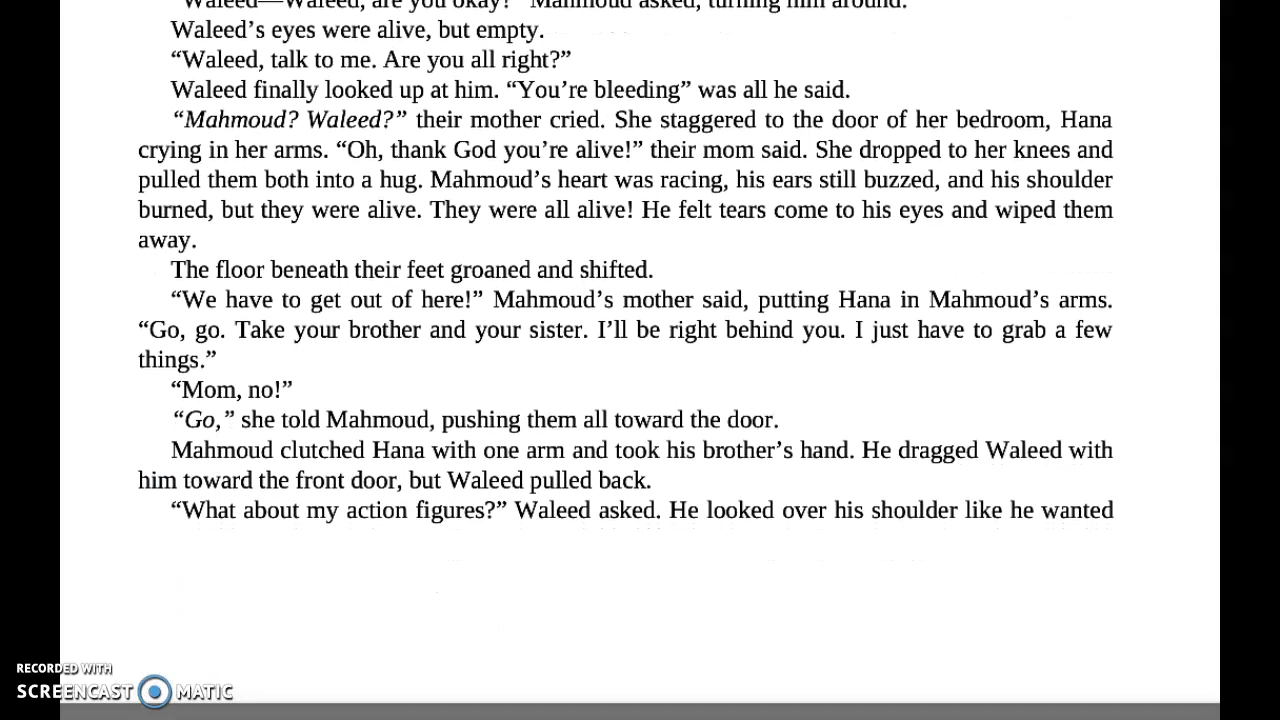 “Waleed—Waleed, are you okay?” Mahmoud asked, turning him around.
Waleed’s eyes were alive, but empty.
“Waleed, talk to me. Are you all right?”
Waleed finally looked up at him. “You’re bleeding” was all he said.
“Mahmoud? Waleed?” their mother cried. She staggered to the door of her bedroom, Hana
crying in her arms. “Oh, thank God you’re alive!” their mom said. She dropped to her knees and
pulled them both into a hug. Mahmoud’s heart was racing, his ears still buzzed, and his shoulder
burned, but they were alive. They were all alive! He felt tears come to his eyes and wiped them
away.
The floor beneath their feet groaned and shifted.
“We have to get out of here!” Mahmoud’s mother said, putting Hana in Mahmoud’s arms.
“Go, go. Take your brother and your sister. I’ll be right behind you. I just have to grab a few
things.”
“Mom, no!”
“Go,” she told Mahmoud, pushing them all toward the door.
Mahmoud clutched Hana with one arm and took his brother’s hand. He dragged Waleed with
him toward the front door, but Waleed pulled back.
“What about my action figures?” Waleed asked. He looked over his shoulder like he wanted
RECORDED WITH
SCREENCAST MATIC